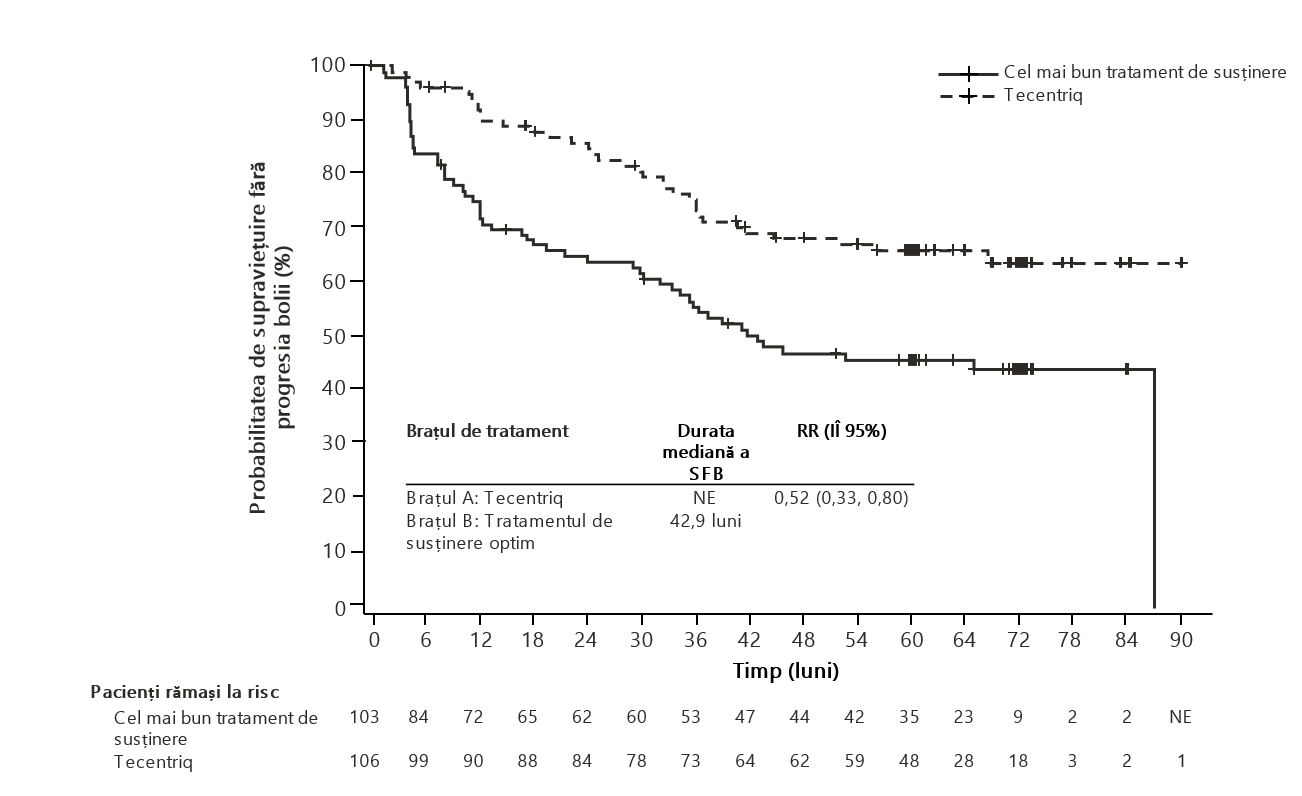 Cel mai bun tratament de susținere
Tecentriq
Probabilitatea de supraviețuire fără
progresia bolii (%)
100
90
80
70
60
50
40
30
20
10
0
Brațul de tratament Durata mediană a SFB RR (IÎ 95%)
Brațul A: Tecentriq NE 0,52 (0,33, 0,80)
Brațul B: Tratamentul de 42,9 luni
susținere optim
0 6 12 18 24 30 36 42 48 54 60 64 72 78 84 90
Timp (luni)
Pacienți rămași la risc
Cel mai bun tratament de 103 84 72 65 62 60 53 47 44 42 35 23 9 2 2 NE
susținere
Tecentriq 106 99 90 88 84 78 73 64 62 59 48 28 18 3 2 1